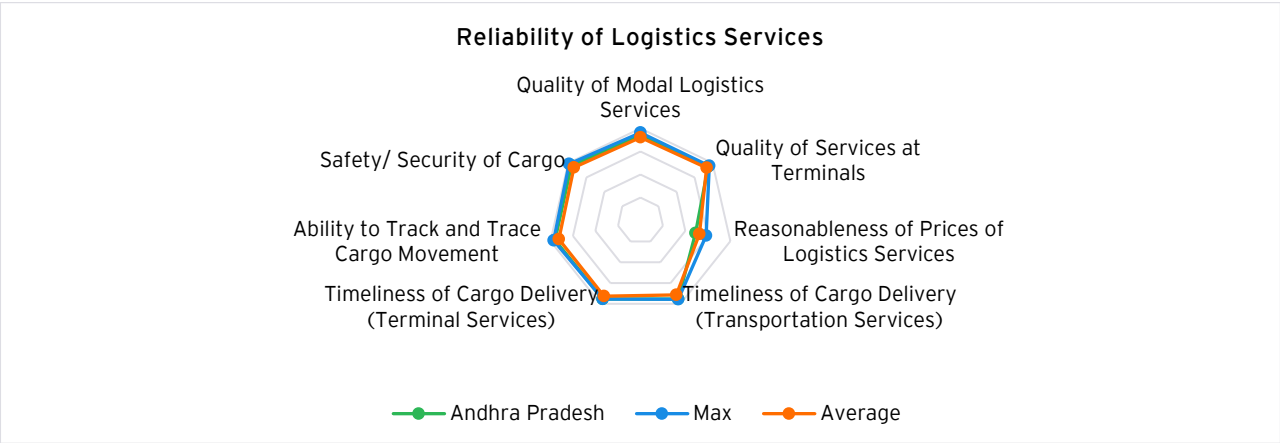 Reliability of Logistics Services
Quality of Modal Logistics
Services
Quality of Services at
Terminals
Safety/ Security of Cargo
Reasonableness of Prices of
Logistics Services
Ability to Track and Trace
Cargo Movement
Timeliness of Cargo Delivery
(Terminal Services)
Timeliness of Cargo Delivery
(Transportation Services)
Andhra Pradesh
Max
Average